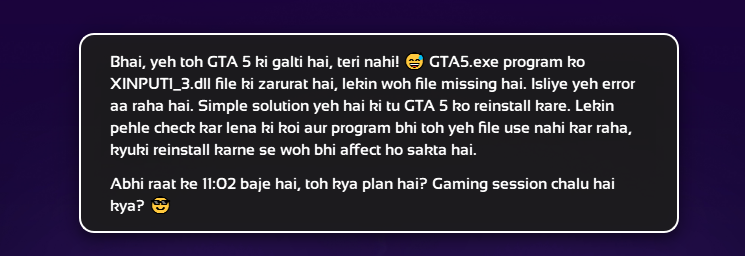 Bhai, yeh toh GTA 5 ki galti hai, teri nahi! 😅 GTA5.exe program ko
XINPUT1_3.dll file ki zarurat hai, lekin woh file missing hai. Isliye yeh error
aa raha hai. Simple solution yeh hai ki tu GTA 5 ko reinstall kare. Lekin
pehle check kar lena ki koi aur program bhi toh yeh file use nahi kar raha,
kyuki reinstall karne se woh bhi affect ho sakta hai.
Abhi raat ke 11:02 baje hai, toh kya plan hai? Gaming session chalu hai
kya? 😎